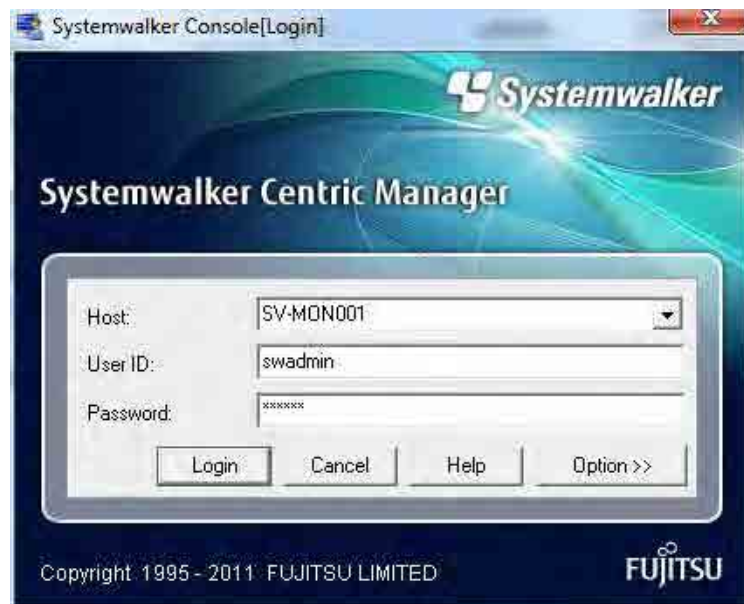 Systemwalker Console[Login]
Systemwalker
Systemwalker Centric Manager
Host: SV-MON001
User ID: swadmin
Password: xxxxxx
Login Cancel Help Option >>
Copyright 1995 - 2011 FUJITSU LIMITED FUJITSU